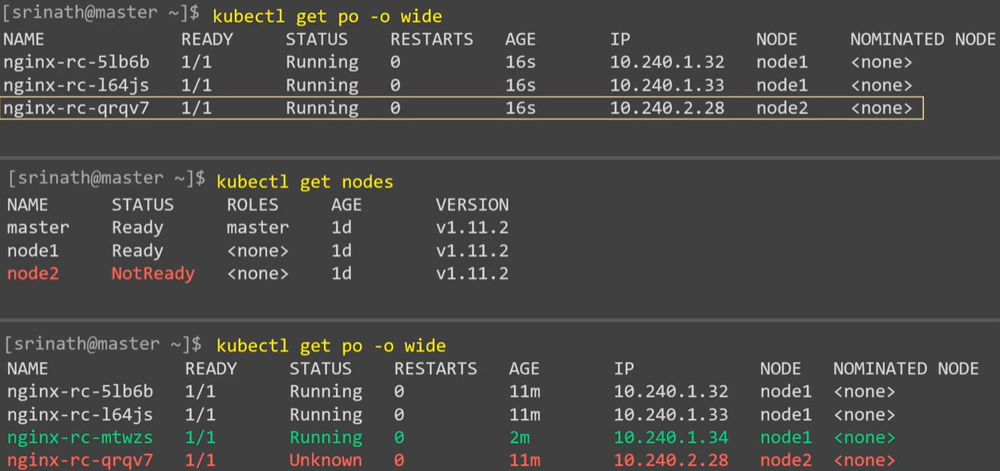 [srinath@master ~]$ kubectl get po -o wide
NAME READY STATUS RESTARTS AGE IP NODE NOMINATED NODE
nginx-rc-5lb6b 1/1 Running 0 16s 10.240.1.32 node1 <none>
nginx-rc-l64js 1/1 Running 0 16s 10.240.1.33 node1 <none>
nginx-rc-qrqv7 1/1 Running 0 16s 10.240.2.28 node2 <none>
[srinath@master ~]$ kubectl get nodes
NAME STATUS ROLES AGE VERSION
master Ready master 1d v1.11.2
node1 Ready <none> 1d v1.11.2
node2 NotReady <none> 1d v1.11.2
[srinath@master ~]$ kubectl get po -o wide
NAME READY STATUS RESTARTS AGE IP NODE NOMINATED NODE
nginx-rc-5lb6b 1/1 Running 0 11m 10.240.1.32 node1 <none>
nginx-rc-l64js 1/1 Running 0 11m 10.240.1.33 node1 <none>
nginx-rc-mtwzs 1/1 Running 0 2m 10.240.1.34 node1 <none>
nginx-rc-qrqv7 1/1 Unknown 0 11m 10.240.2.28 node2 <none>